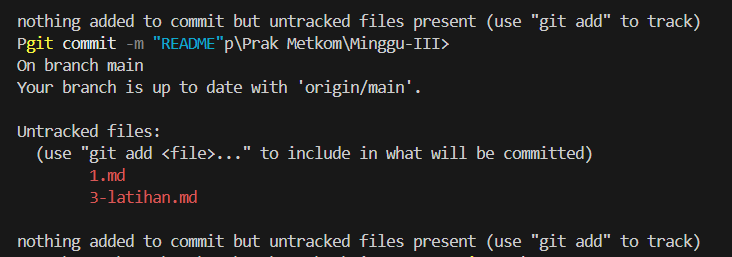 nothing added to commit but untracked files present (use "git add" to track)
Pgit commit -m "README"p\Prak Metkom\Minggu-III>
On branch main
Your branch is up to date with 'origin/main'.
Untracked files:
(use "git add <file>..." to include in what will be committed)
1.md
3-latihan.md
nothing added to commit but untracked files present (use "git add" to track)